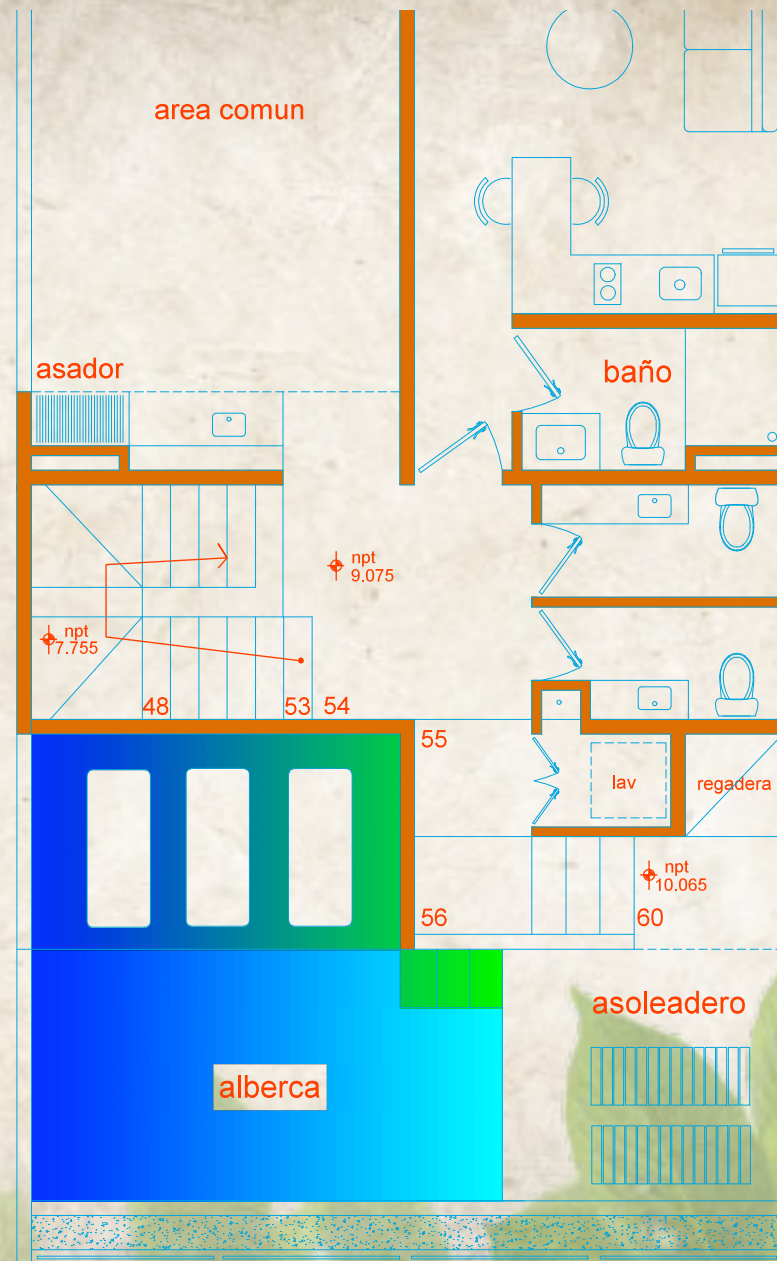 area comun
asador
baño
npt
9.075
npt
7.755
48
53
54
55
lav
regadera
npt
10.065
56
60
asoleadero
alberca